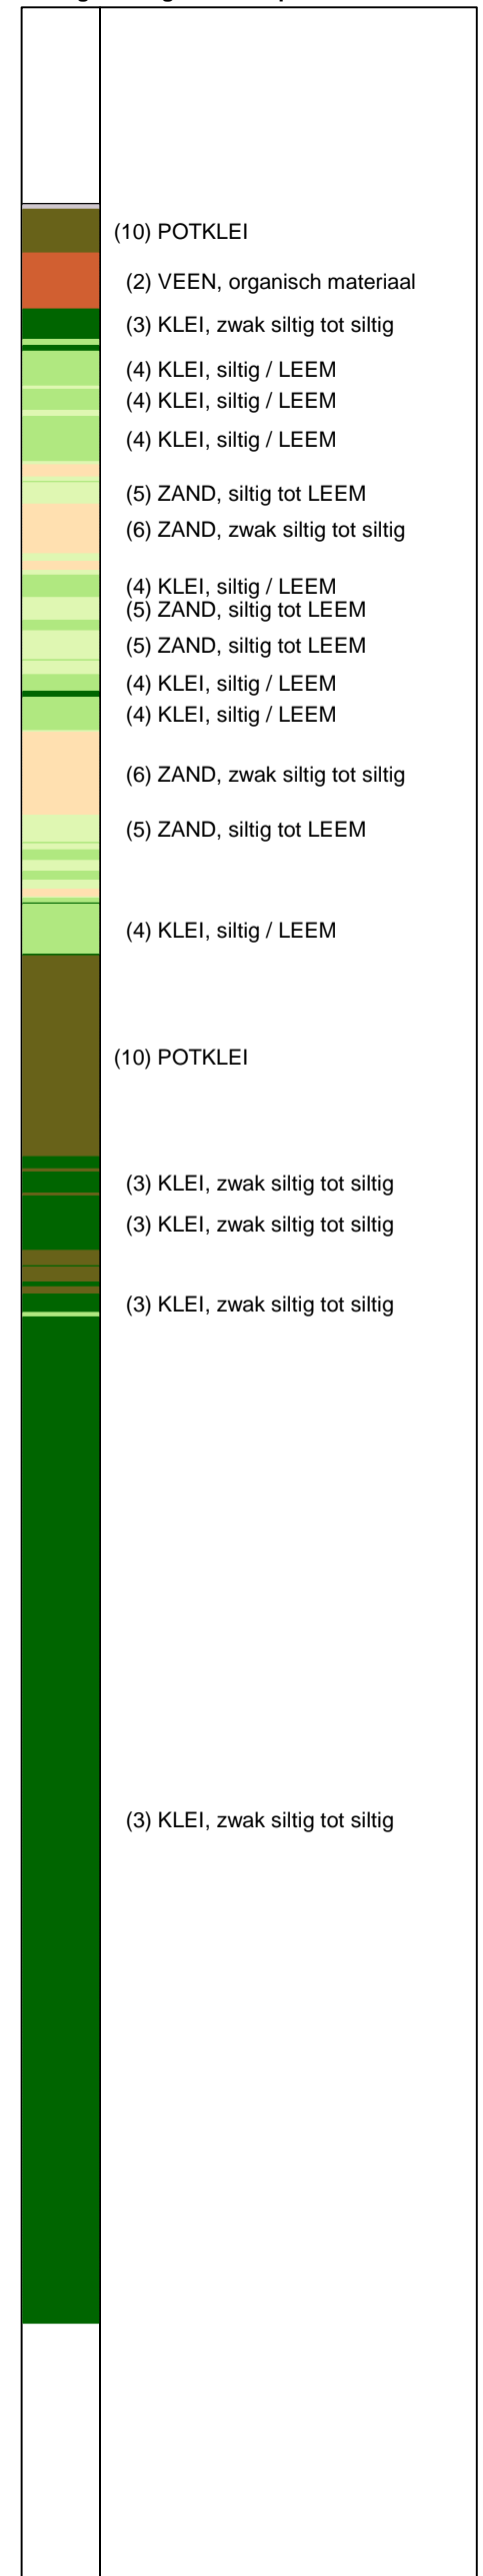 (10) POTKLEI
(2) VEEN, organisch materiaal
(3) KLEI, zwak siltig tot siltig
(4) KLEI, siltig / LEEM
(4) KLEI, siltig / LEEM
(4) KLEI, siltig / LEEM
(5) ZAND, siltig tot LEEM
(6) ZAND, zwak siltig tot siltig
(4) KLEI, siltig / LEEM
(5) ZAND, siltig tot LEEM
(5) ZAND, siltig tot LEEM
(4) KLEI, siltig / LEEM
(4) KLEI, siltig / LEEM
(6) ZAND, zwak siltig tot siltig
(5) ZAND, siltig tot LEEM
(4) KLEI, siltig / LEEM
(10) POTKLEI
(3) KLEI, zwak siltig tot siltig
(3) KLEI, zwak siltig tot siltig
(3) KLEI, zwak siltig tot siltig
(3) KLEI, zwak siltig tot siltig